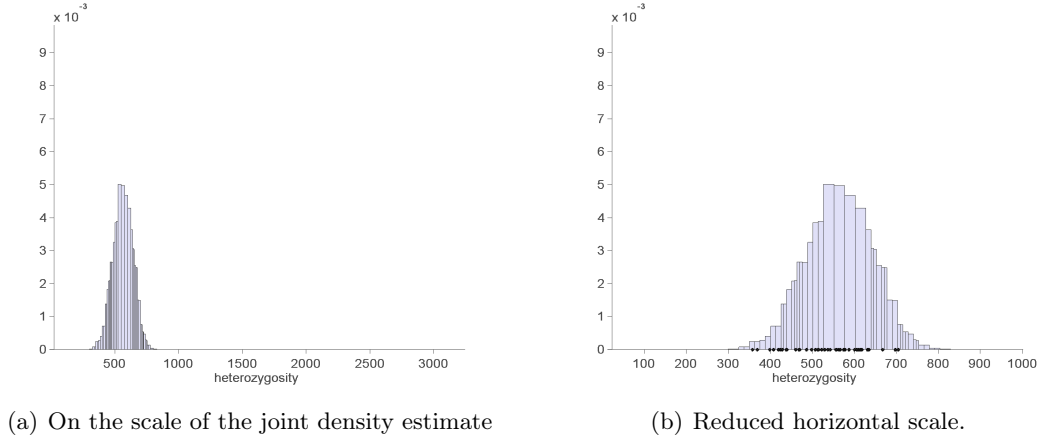 x 10 -3
9
8
7
6
5
4
3
2
1
0
500 1000 1500 2000 2500 3000
heterozygosity
(a) On the scale of the joint density estimate
x 10 -3
9
8
7
6
5
4
3
2
1
0
100 200 300 400 500 600 700 800 900 1000
heterozygosity
(b) Reduced horizontal scale.